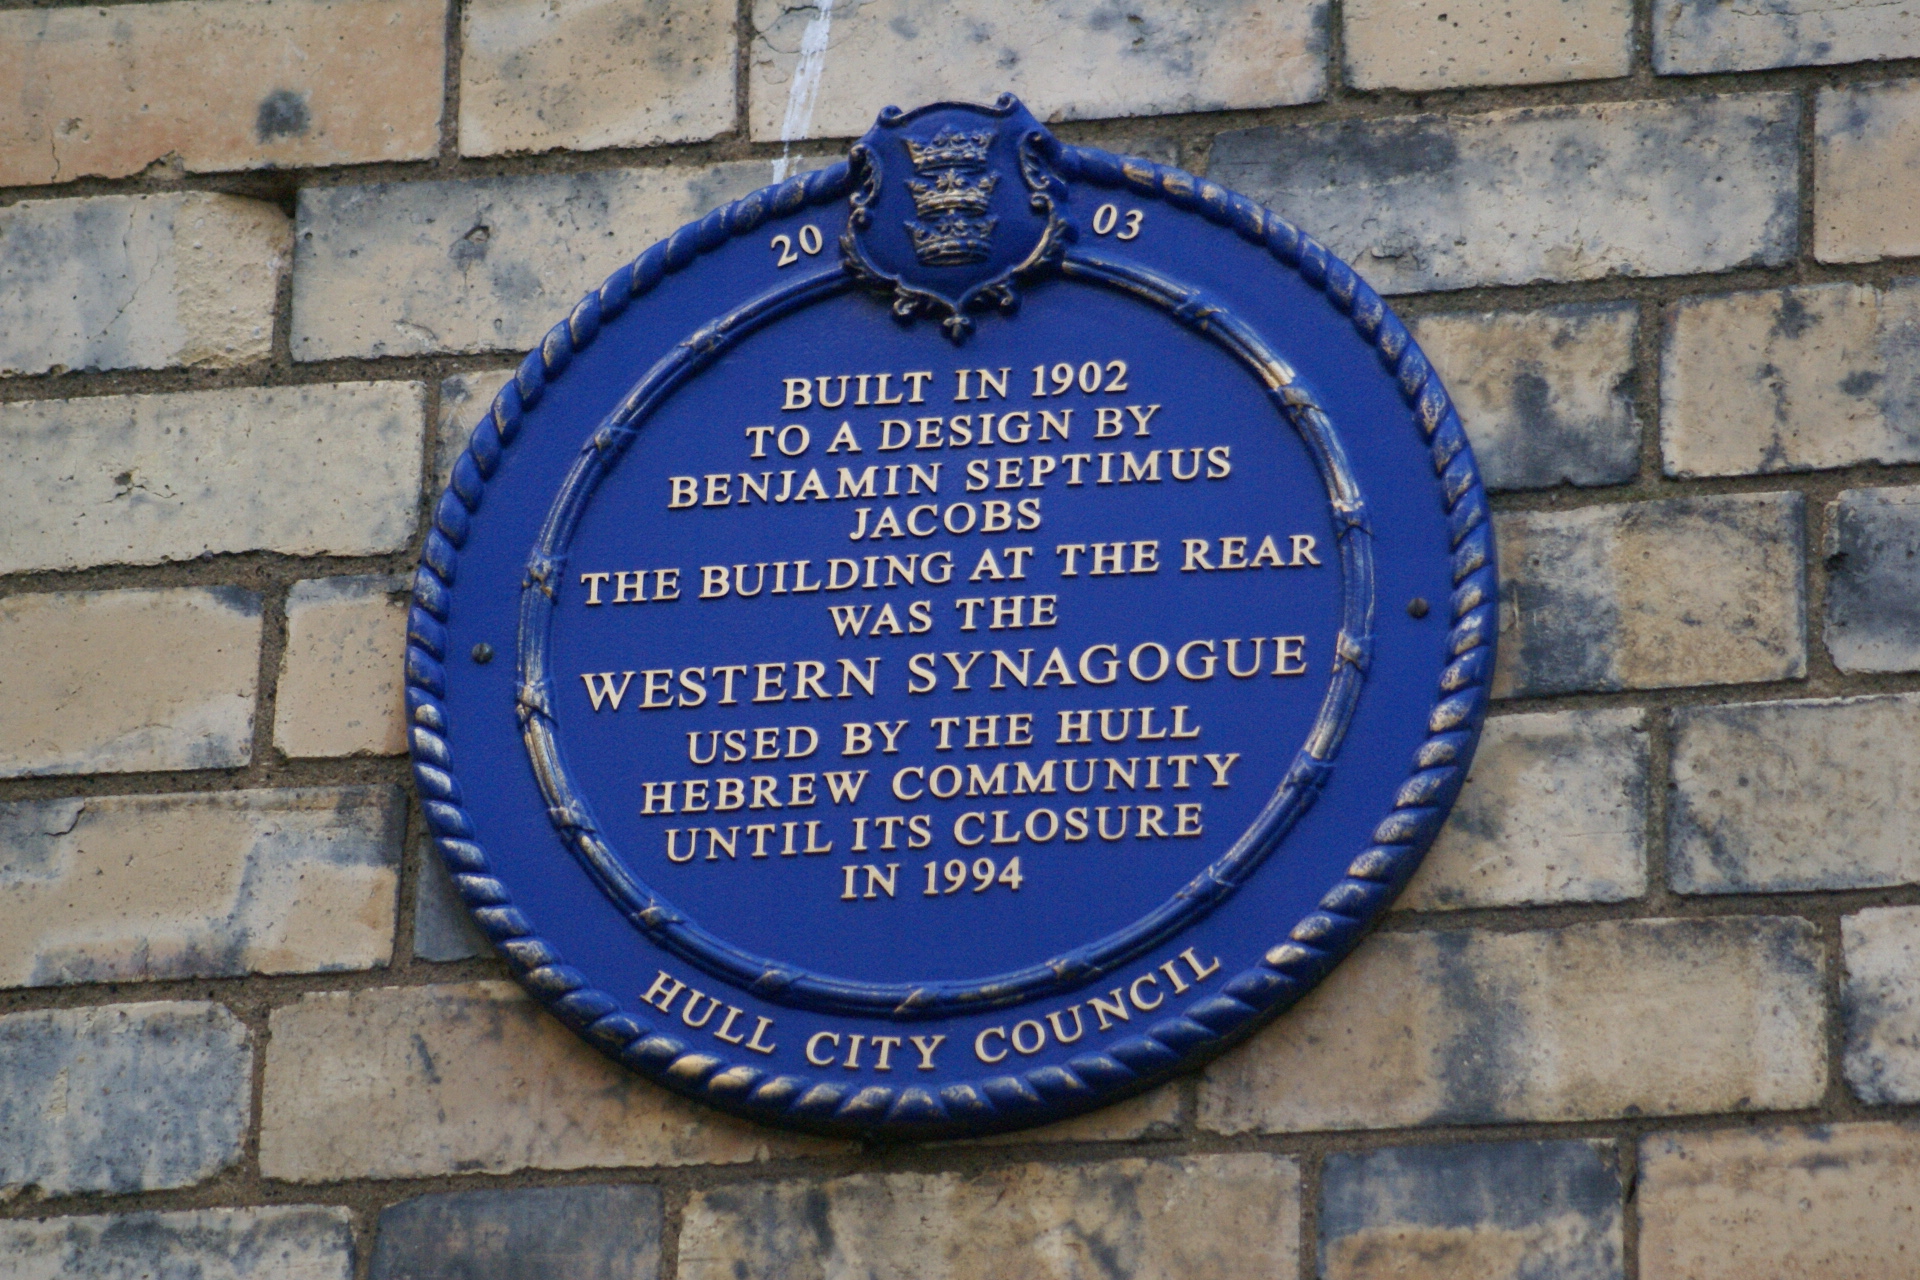 20 03
BUILT IN 1902
TO A DESIGN BY
BENJAMIN SEPTIMUS
JACOBS
THE BUILDING AT THE REAR
WAS THE
WESTERN SYNAGOGUE
USED BY THE HULL
HEBREW COMMUNITY
UNTIL ITS CLOSURE
IN 1994
HULL CITY COUNCIL